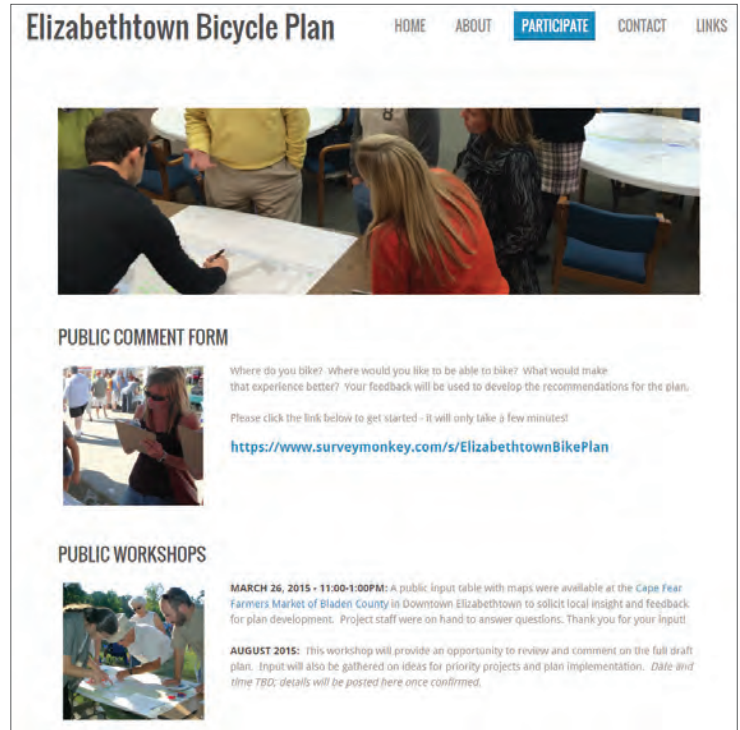 Elizabethtown Bicycle Plan
HOME ABOUT PARTICIPATE CONTACT LINKS
PUBLIC COMMENT FORM
Where do you bike? Where would you like to be able to bike? What would make
that experience better? Your feedback will be used to develop the recommendations for the plan.
Please click the link below to get started - it will only take a few minutes!
https://www.surveymonkey.com/s/ElizabethtownBikePlan
PUBLIC WORKSHOPS
MARCH 26, 2015 - 11:00-1:00PM: A public input table with maps were available at the Cape Fear
Farmers Market of Bladen County in Downtown Elizabethtown to solicit local insight and feedback
for plan development. Project staff were on hand to answer questions. Thank you for your input!
AUGUST 2015: This workshop will provide an opportunity to review and comment on the full draft
plan. Input will also be gathered on ideas for priority projects and plan implementation. Date and
time TBD; details will be posted here once confirmed.